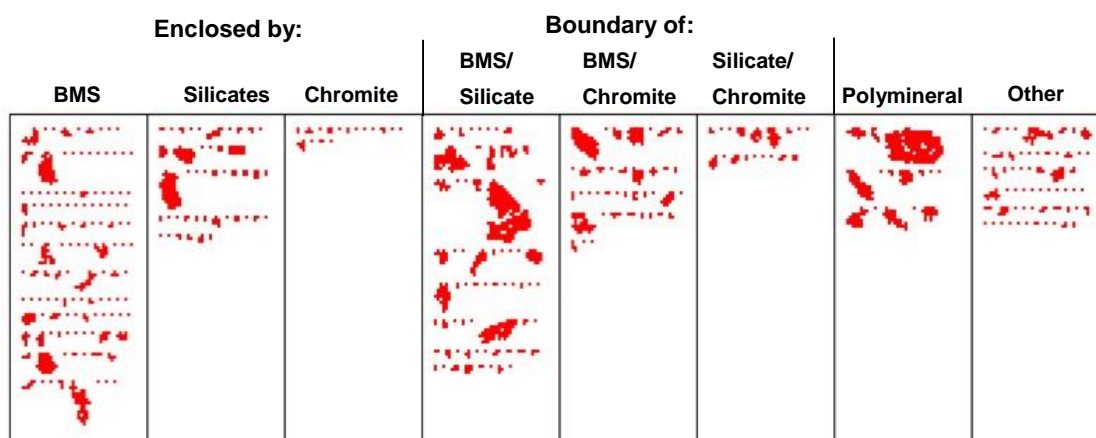 Enclosed by:
Boundary of:
BMS
Silicates
Chromite
BMS/
Silicate
BMS/
Chromite
Silicate/
Chromite
Polymineral
Other